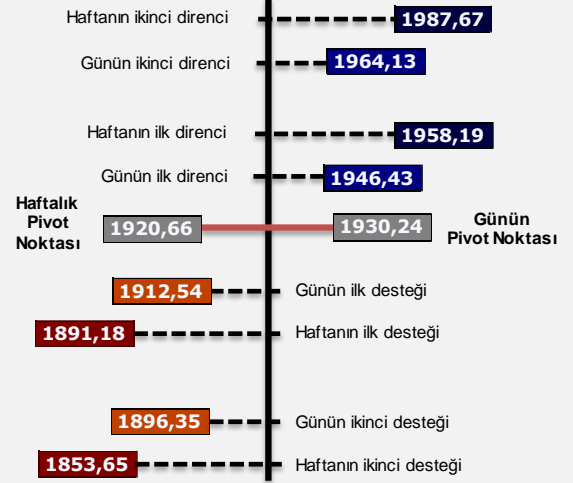 Haftanın ikinci direnci 1987,67
Günün ikinci direnci 1964,13
Haftanın ilk direnci 1958,19
Günün ilk direnci 1946,43
Haftalık
Pivot
Noktası
1920,66 1930,24
Günün
Pivot Noktası
1912,54 Günün ilk desteği
1891,18 Haftanın ilk desteği
1896,35 Günün ikinci desteği
1853,65 Haftanın ikinci desteği